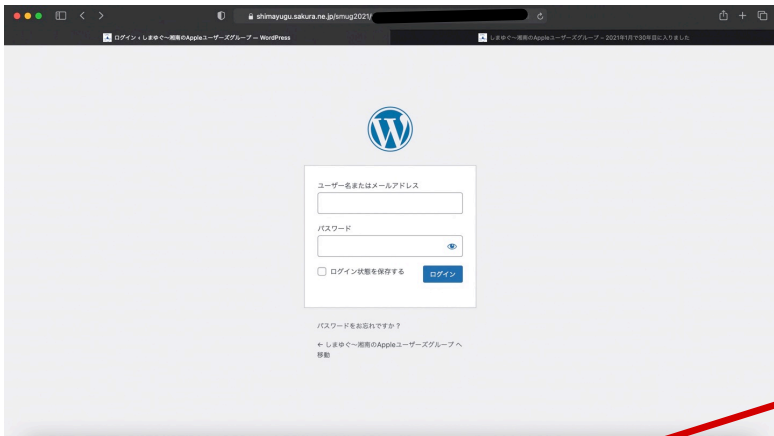 shimayugu.sakura.ne.jp/smug2021/
ログイン ‹ しまゆぐ〜湘南のAppleユーザーズグループ — WordPress
しまゆぐ〜湘南のAppleユーザーズグループ – 2021年1月で30年目に入りました
ユーザー名またはメールアドレス
パスワード
ログイン状態を保存する
ログイン
パスワードをお忘れですか ?
← しまゆぐ〜湘南のAppleユーザーズグループ へ
移動